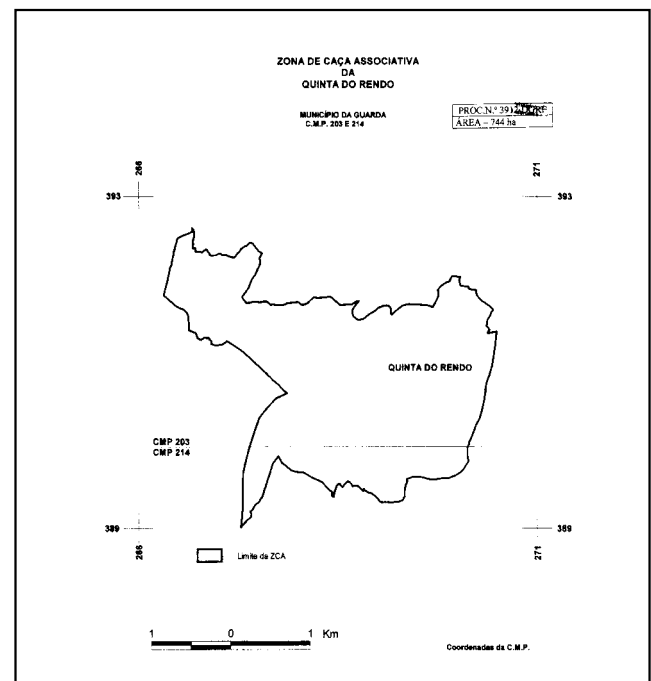 ZONA DE CAÇA ASSOCIATIVA
DA
QUINTA DO RENDO
MUNICÍPIO DA GUARDA
C.M.P. 203 E 214
PROC.N.º 391
ÁREA – 744 ha
266
271
393
393
QUINTA DO RENDO
CMP 203
CMP 214
389
389
266
271
Limite da ZCA
1 0 1 Km
Coordenadas da C.M.P.